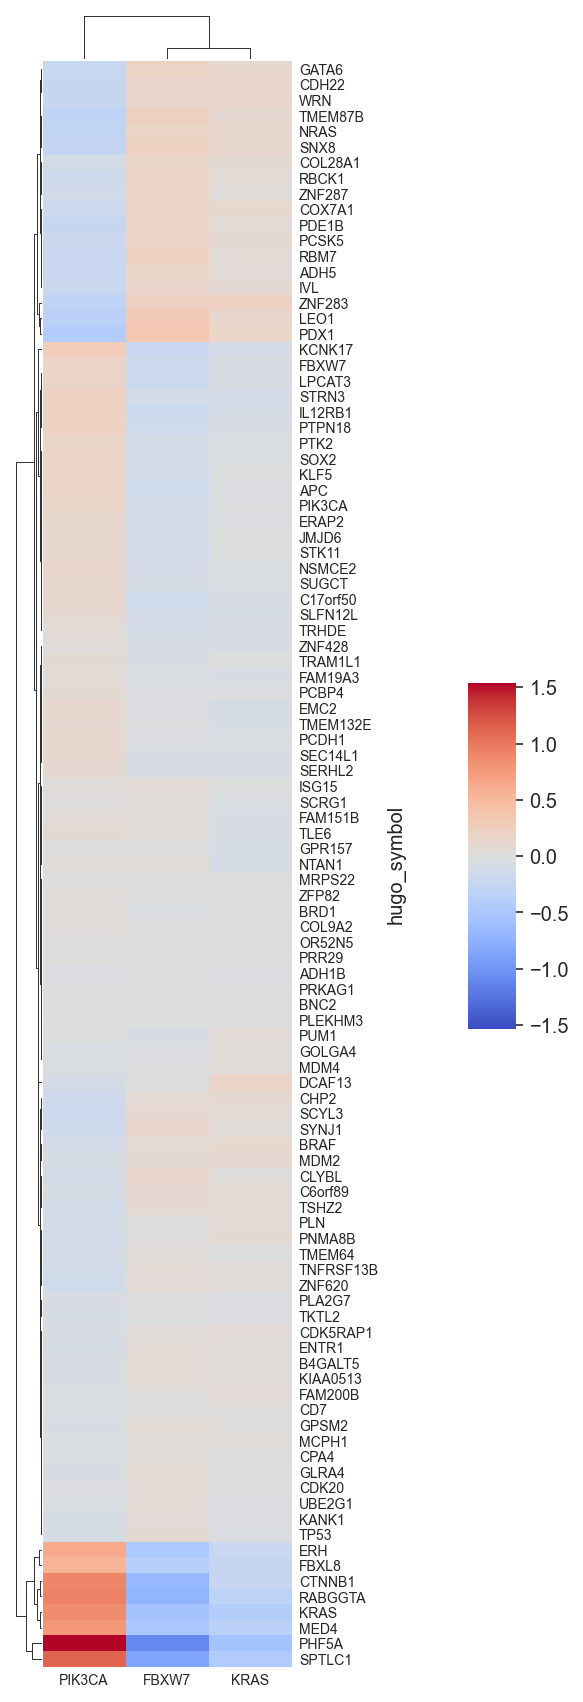 GATA6
CDH22
WRN
TMEM87B
NRAS
SNX8
COL28A1
RBCK1
ZNF287
COX7A1
PDE1B
PCSK5
RBM7
ADH5
IVL
ZNF283
LEO1
PDX1
KCNK17
FBXW7
LPCAT3
STRN3
IL12RB1
PTPN18
PTK2
SOX2
KLF5
APC
PIK3CA
ERAP2
JMJD6
STK11
NSMCE2
SUGCT
C17orf50
SLFN12L
TRHDE
ZNF428
TRAM1L1
FAM19A3
PCBP4
EMC2
TMEM132E
PCDH1
SEC14L1
SERHL2
ISG15
SCRG1
FAM151B
TLE6
GPR157
NTAN1
MRPS22
ZFP82
BRD1
COL9A2
OR52N5
PRR29
ADH1B
PRKAG1
BNC2
PLEKHM3
PUM1
GOLGA4
MDM4
DCAF13
CHP2
SCYL3
SYNJ1
BRAF
MDM2
CLYBL
C6orf89
TSHZ2
PLN
PNMA8B
TMEM64
TNFRSF13B
ZNF620
PLA2G7
TKTL2
CDK5RAP1
ENTR1
B4GALT5
KIAA0513
FAM200B
CD7
GPSM2
MCPH1
CPA4
GLRA4
CDK20
UBE2G1
KANK1
TP53
ERH
FBXL8
CTNNB1
RABGGTA
KRAS
MED4
PHF5A
SPTLC1
PIK3CA FBXW7 KRAS
hugo_symbol
1.5
1.0
0.5
0.0
−0.5
−1.0
−1.5